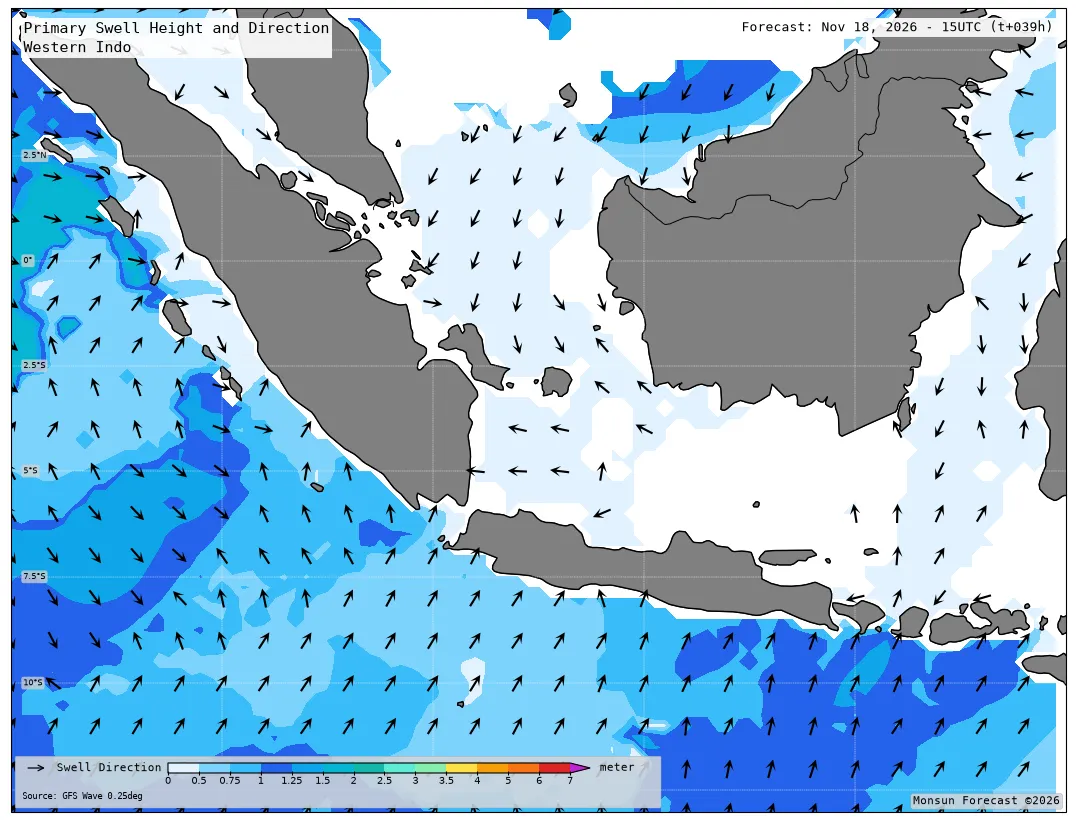 Primary Swell Height and Direction
Western Indo
Forecast: Nov 18, 2026 - 15UTC (t+039h)
2.5°N
0°
2.5°S
5°S
7.5°S
10°S
Swell Direction
0 0.5 0.75 1 1.25 1.5 2 2.5 3 3.5 4 5 6 7
meter
Source: GFS Wave 0.25deg
Monsun Forecast ©2026